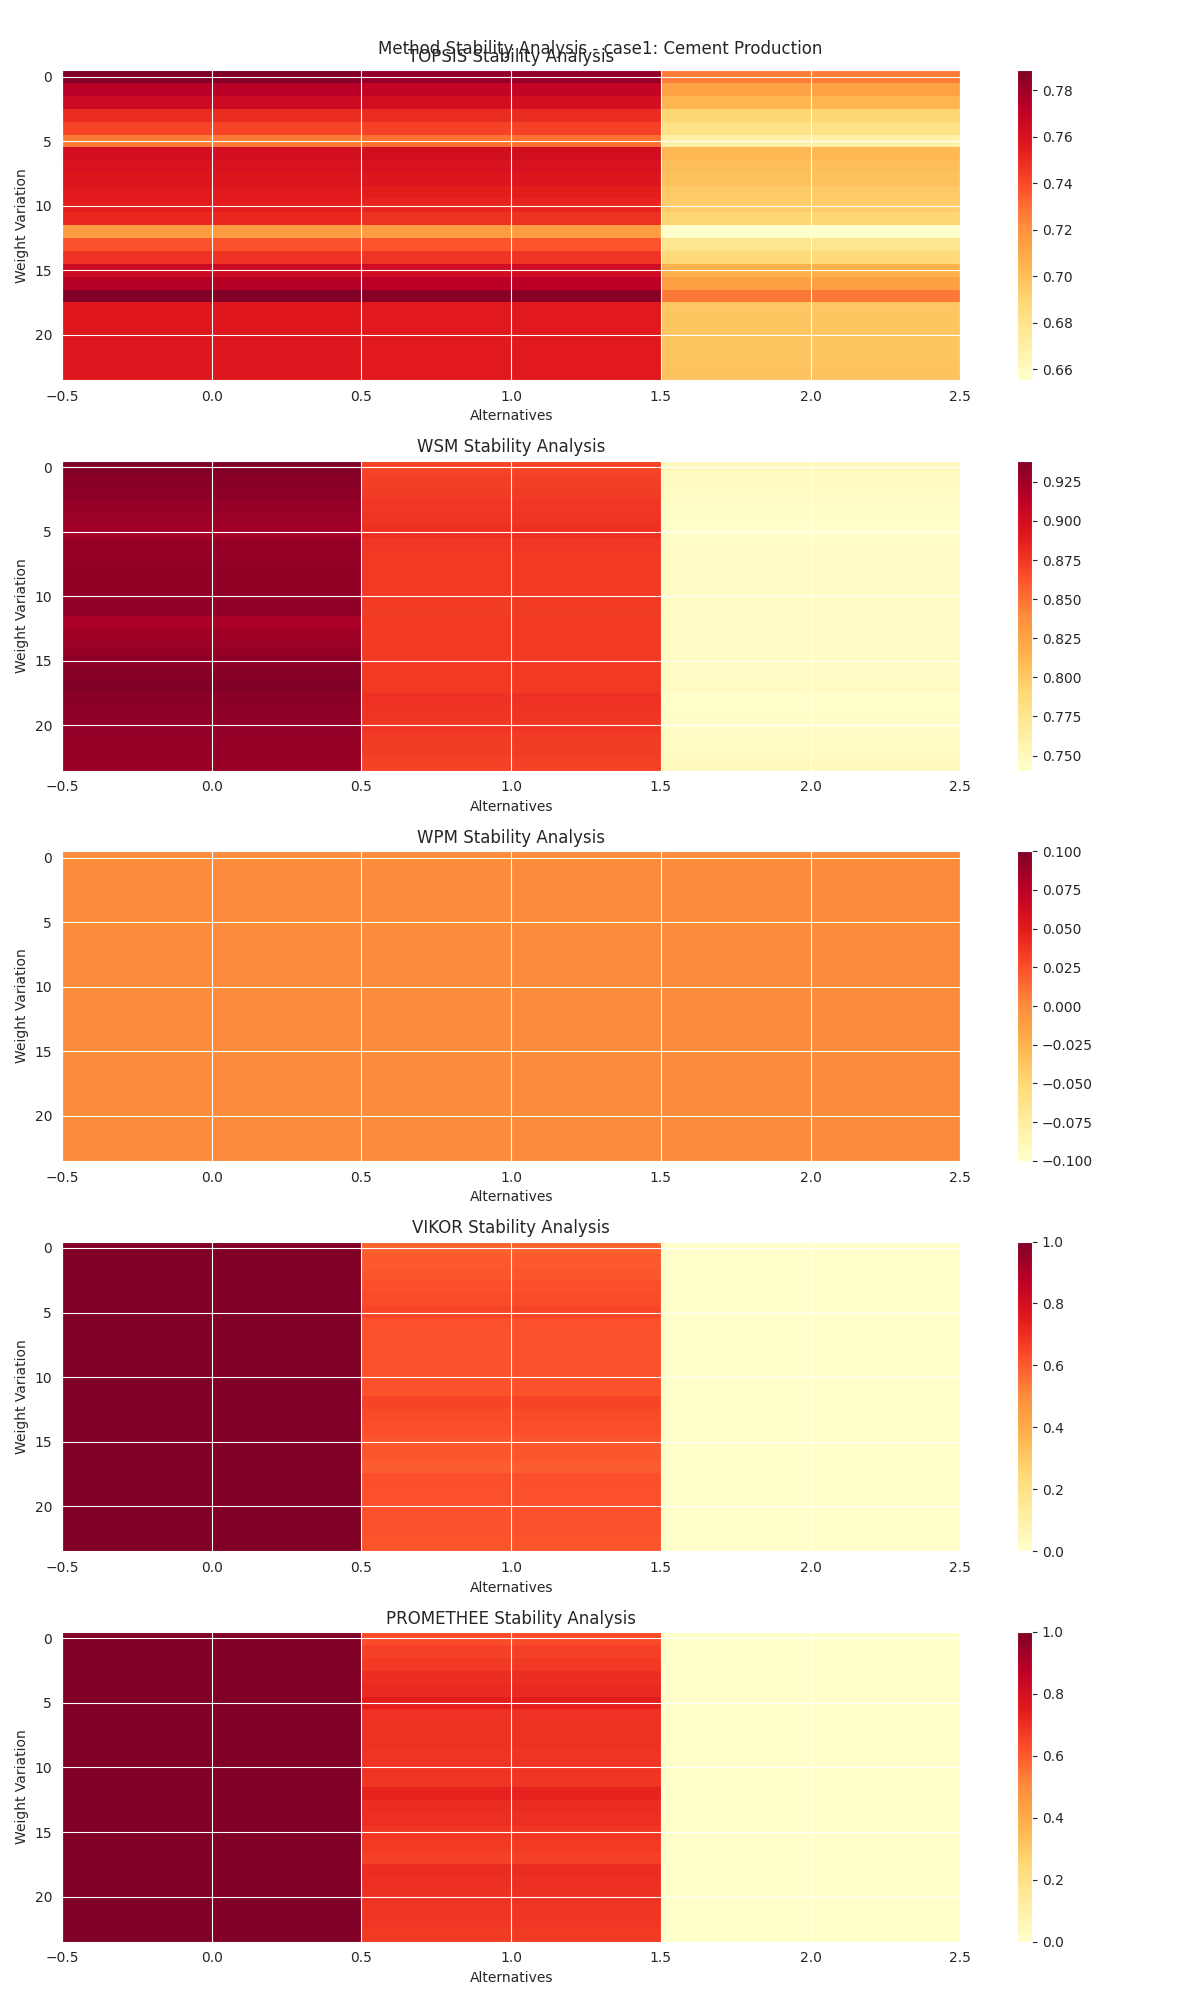 Method Stability Analysis - case1: Cement Production
TOPSIS Stability Analysis
0
5
10
15
20
Weight Variation
−0.5 0.0 0.5 1.0 1.5 2.0 2.5
Alternatives
0.78
0.76
0.74
0.72
0.70
0.68
0.66
WSM Stability Analysis
0
5
10
15
20
Weight Variation
−0.5 0.0 0.5 1.0 1.5 2.0 2.5
Alternatives
0.925
0.900
0.875
0.850
0.825
0.800
0.775
0.750
WPM Stability Analysis
0
5
10
15
20
Weight Variation
−0.5 0.0 0.5 1.0 1.5 2.0 2.5
Alternatives
0.100
0.075
0.050
0.025
0.000
−0.025
−0.050
−0.075
−0.100
VIKOR Stability Analysis
0
5
10
15
20
Weight Variation
−0.5 0.0 0.5 1.0 1.5 2.0 2.5
Alternatives
1.0
0.8
0.6
0.4
0.2
0.0
PROMETHEE Stability Analysis
0
5
10
15
20
Weight Variation
−0.5 0.0 0.5 1.0 1.5 2.0 2.5
Alternatives
1.0
0.8
0.6
0.4
0.2
0.0